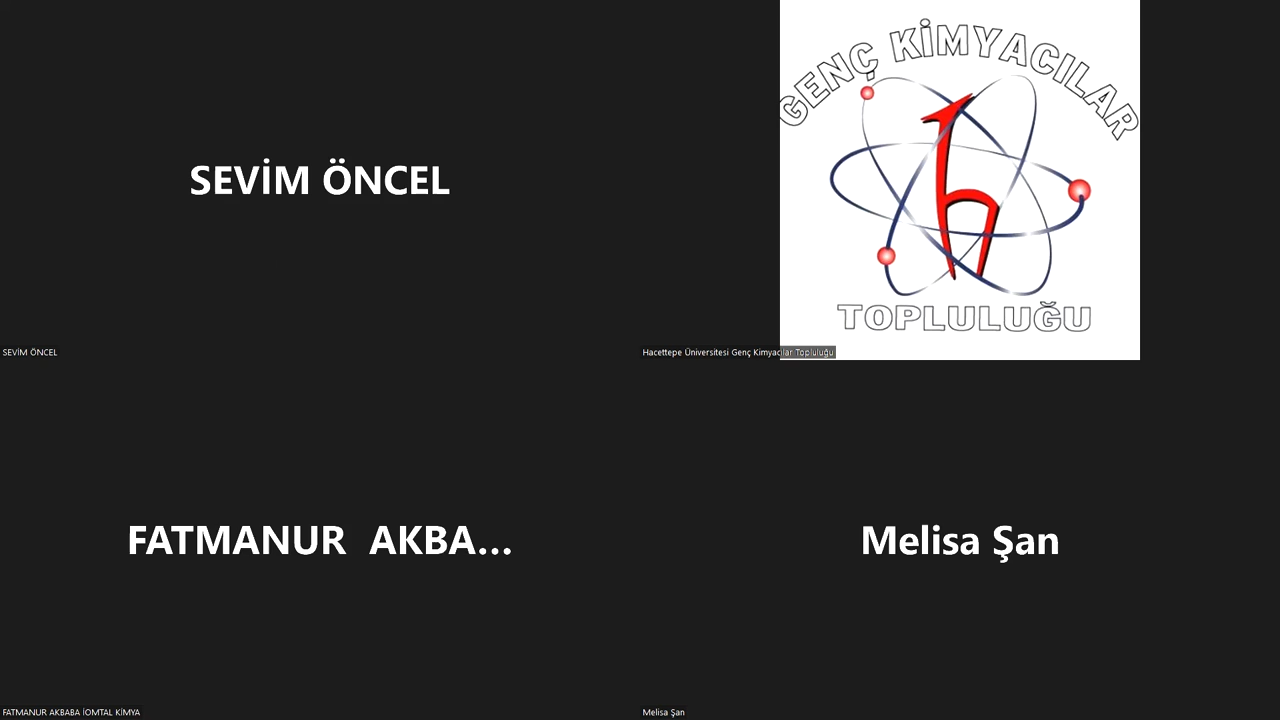 SEVİM ÖNCEL
SEVİM ÖNCEL
GENÇ KİMYACILAR
TOPLULUĞU
Hacettepe Üniversitesi Genç Kimyacılar Topluluğu
FATMANUR  AKBA...
FATMANUR AKBABA İOMTAL KİMYA
Melisa Şan
Melisa Şan